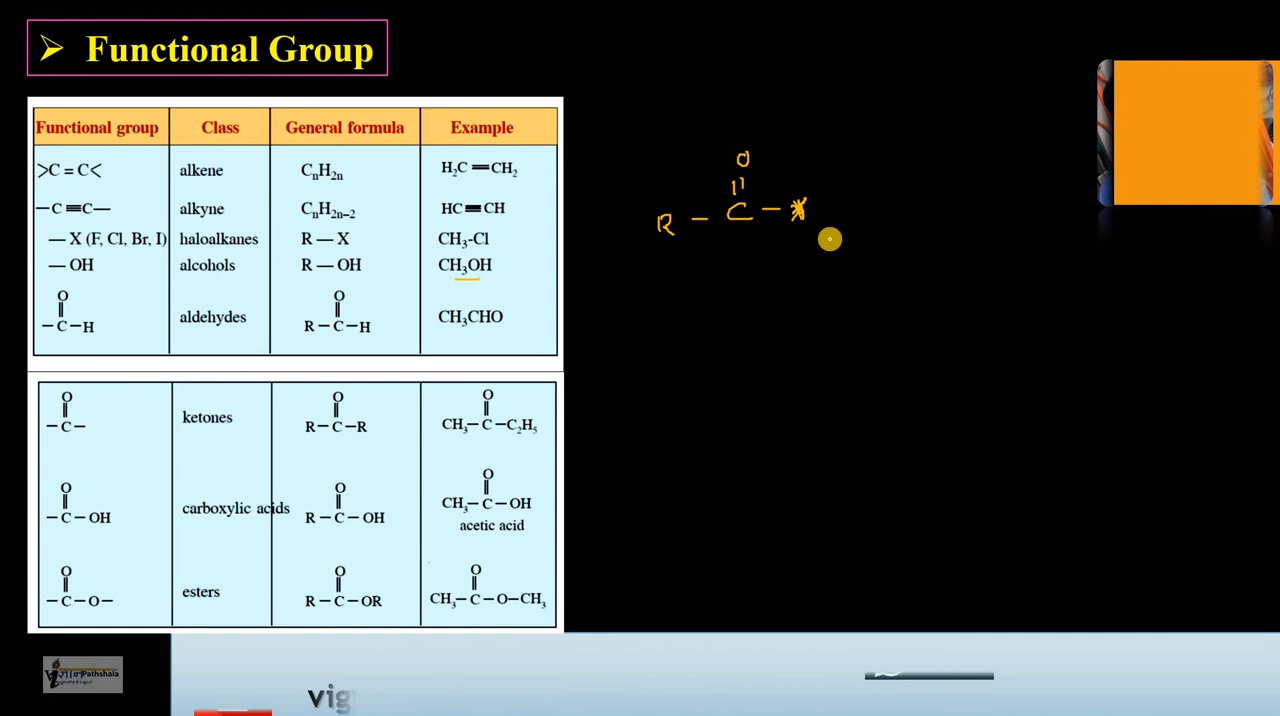 ➢ Functional Group
Functional group Class General formula Example
>C = C< alkene CₙH₂ₙ H₂C ═ CH₂
—C ≡ C— alkyne CₙH₂ₙ₋₂ HC ≡ CH
— X (F, Cl, Br, I) haloalkanes R — X CH₃-Cl
— OH alcohols R — OH CH₃OH
O O
‖ ‖
– C – H aldehydes R – C – H CH₃CHO
O O O
‖ ‖ ‖
– C – ketones R – C – R CH₃ – C – C₂H₅
O O O
‖ ‖ ‖
– C – OH carboxylic acids R – C – OH CH₃ – C – OH
acetic acid
O O O
‖ ‖ ‖
– C – O – esters R – C – OR CH₃ – C – O – CH₃
O
‖
R – C –
Pathshala
vig